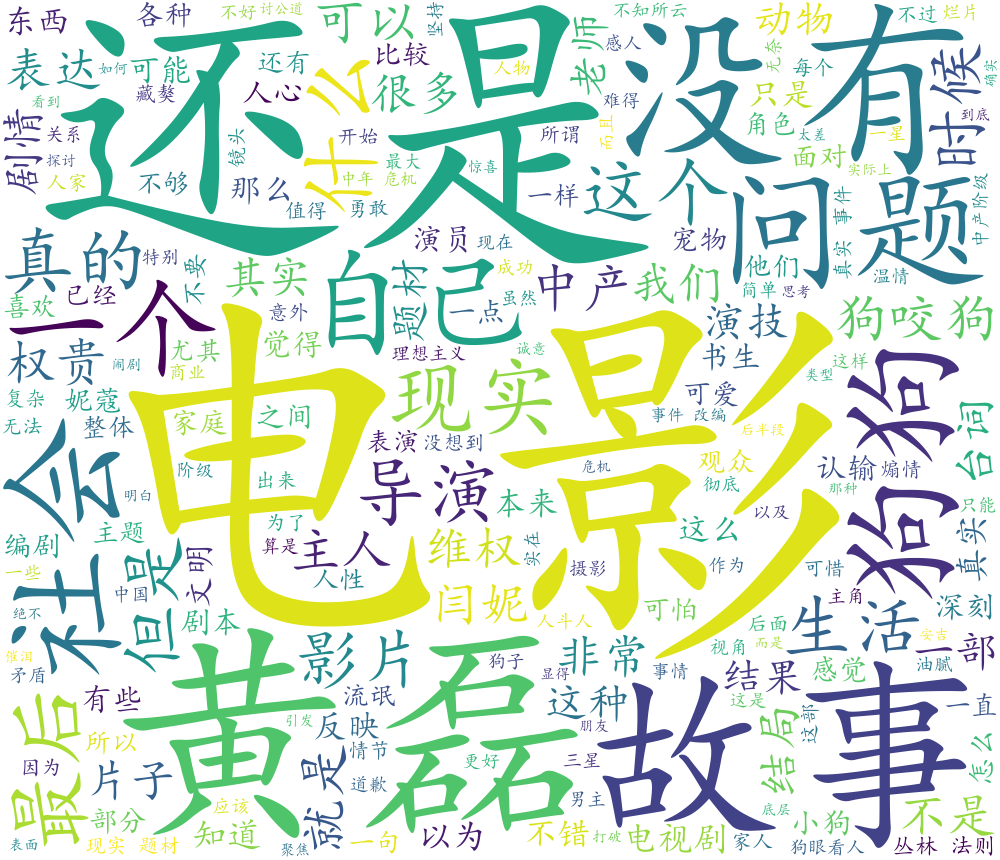 东西
各种
不好
讨公道
可以
坚持
老师
感人
不知所云
动物
不过
烂片
表达
如何
可能
还有
还是
什么
比较
很多
人物
难得
没有
无奈
每个
确实
看到
藏獒
人心
所谓
而且
只是
角色
太差
一星
时候
到底
剧情
关系
探讨
人家
镜头
开始
中年
最大
危机
惊喜
面对
实际上
不够
那么
值得
勇敢
一样
这个
问题
真实
事件
中产阶级
真的
特别
不要
其实
自己
演员
现在
宠物
他们
温情
喜欢
已经
一个
意外
题材
一点
成功
虽然
中产
我们
简单
思考
狗咬狗
权贵
闹剧
尤其
商业
觉得
理想主义
诚意
演技
书生
类型
这样
复杂
妮蔻
无法
整体
家庭
之间
电影
现实
可爱
事件
改编
后半段
狗狗
台词
社会
明白
阶级
出来
表演
没想到
导演
危机
观众
彻底
认输
煽情
那种
只能
编剧
主题
为了
算是
主人
本来
维权
实在
这么
以及
真实
一些
中国
但是
文明
人性
摄影
作为
可惜
主角
绝不
剧本
闫妮
人斗人
可怕
视角
后面
而是
生活
深刻
一部
安吉
催泪
矛盾
影片
狗子
显得
非常
事情
结果
感觉
油腻
最后
有些
黄磊
流氓
引发
反映
这种
朋友
故事
这是
结局
这部
一直
怎么
所以
因为
片子
就是
情节
道歉
更好
三星
男主
底层
表面
现实
题材
部分
知道
应该
聚焦
一句
以为
不错
打破
电视剧
家人
小狗
狗眼看人
不是
丛林
法则